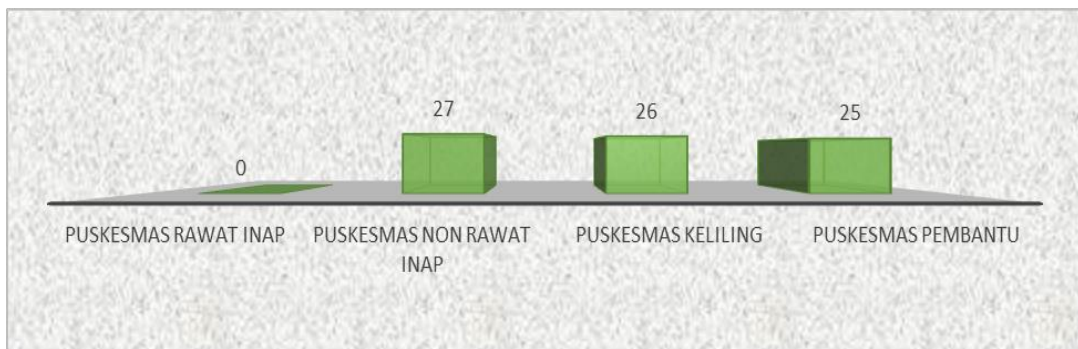 0
27
26
25
PUSKESMAS RAWAT INAP
PUSKESMAS NON RAWAT
INAP
PUSKESMAS KELILING
PUSKESMAS PEMBANTU